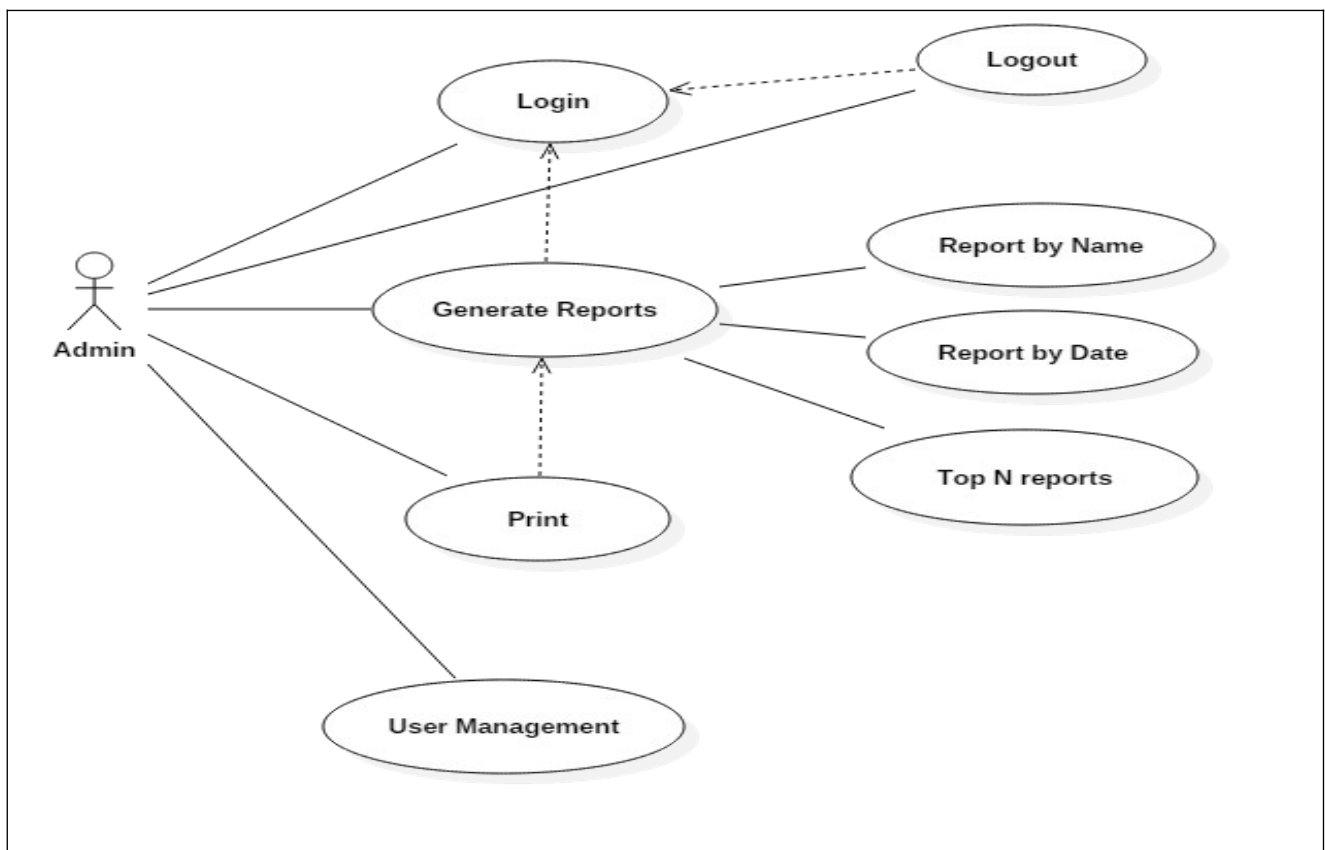 Logout
Login
Report by Name
Generate Reports
Admin
Report by Date
Top N reports
Print
User Management